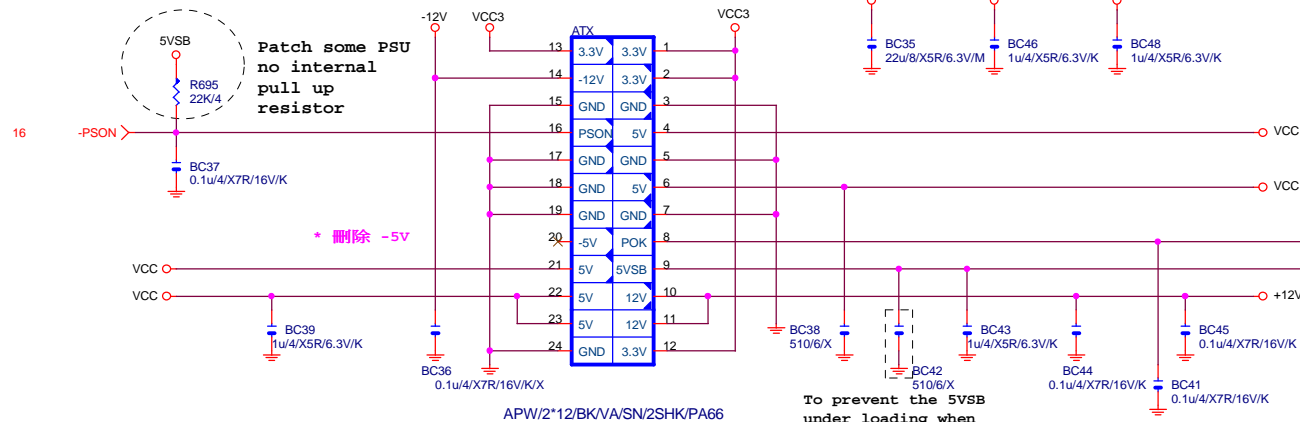 -12V
VCC3
VCC3
5VSB
Patch some PSU
no internal
pull up
resistor
R695
22K/4
BC35
22u/8/X5R/6.3V/M
BC46
1u/4/X5R/6.3V/K
BC48
1u/4/X5R/6.3V/K
ATX
13 3.3V 3.3V 1
14 -12V 3.3V 2
15 GND GND 3
16 PSON 5V 4
17 GND GND 5
18 GND 5V 6
19 GND GND 7
20 -5V POK 8
21 5V 5VSB 9
22 5V 12V 10
23 5V 12V 11
24 GND 3.3V 12
16 -PSON
VCC
VCC
BC37
0.1u/4/X7R/16V/K
* 刪除 -5V
VCC
VCC
+12V
BC39
1u/4/X5R/6.3V/K
BC36
0.1u/4/X7R/16V/K/X
BC38
510/6/X
BC42
510/6/X
BC43
1u/4/X5R/6.3V/K
BC44
0.1u/4/X7R/16V/K
BC45
0.1u/4/X7R/16V/K
BC41
0.1u/4/X7R/16V/K
APW/2*12/BK/VA/SN/2SHK/PA66
To prevent the 5VSB
under loading when